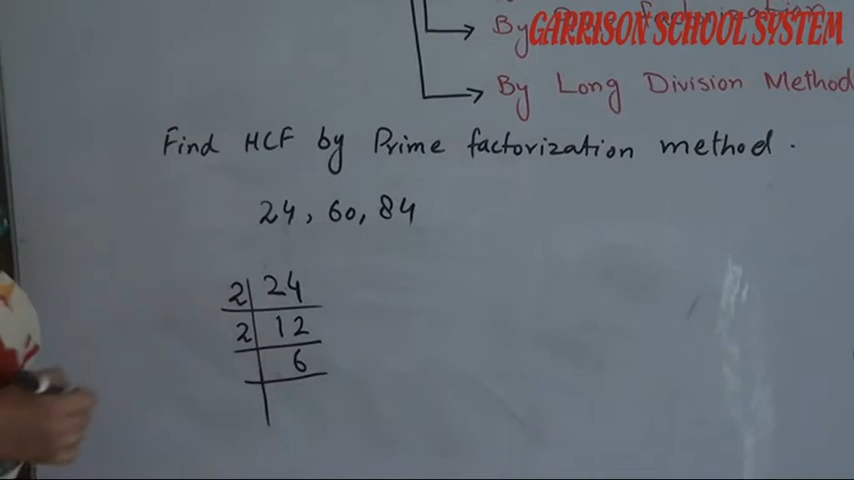 GARRISON SCHOOL SYSTEM
By
By Long Division Method
Find HCF by Prime factorization method.
24, 60, 84
2 24
2 12
6